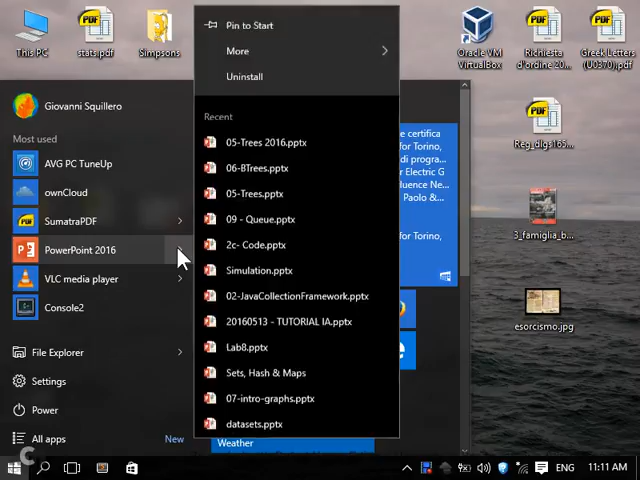 This PC
stats.pdf
Simpsons
Oracle VM
VirtualBox
Richiesta
d'ordine 20...
Greek Letters
(U0370).pdf
Reg_dlgs165...
3_famiglia_b...
esorcismo.jpg
Giovanni Squillero
Most used
AVG PC TuneUp
ownCloud
SumatraPDF
PowerPoint 2016
VLC media player
Console2
File Explorer
Settings
Power
All apps
New
Pin to Start
More
Uninstall
Recent
05-Trees 2016.pptx
06-BTrees.pptx
05-Trees.pptx
09 - Queue.pptx
2c- Code.pptx
Simulation.pptx
02-JavaCollectionFramework.pptx
20160513 - TUTORIAL IA.pptx
Lab8.pptx
Sets, Hash & Maps
07-intro-graphs.pptx
datasets.pptx
e certifica
for Torino,
di progra...
r Electric G
luence Ne...
Paolo &...
for Torino,
Weather
ENG
11:11 AM